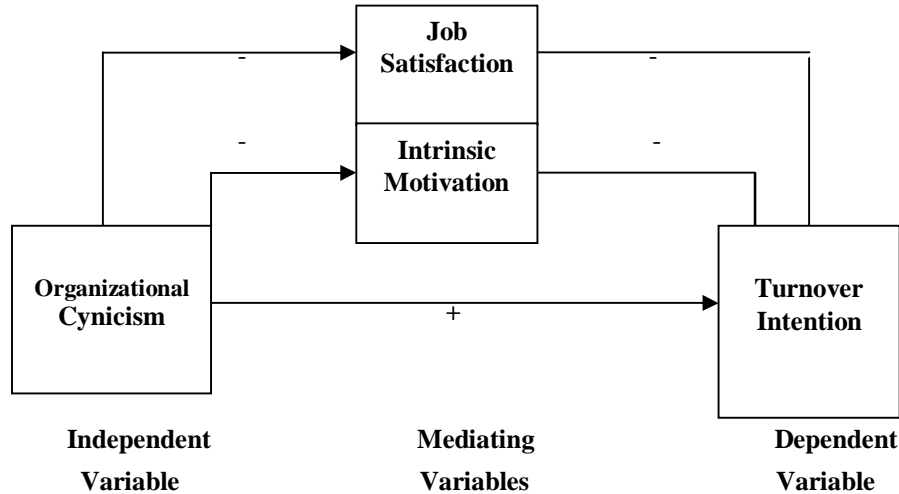 Job
Satisfaction
-
-
-
Intrinsic
Motivation
-
Organizational
Cynicism
+
Turnover
Intention
Independent
Variable
Mediating
Variables
Dependent
Variable